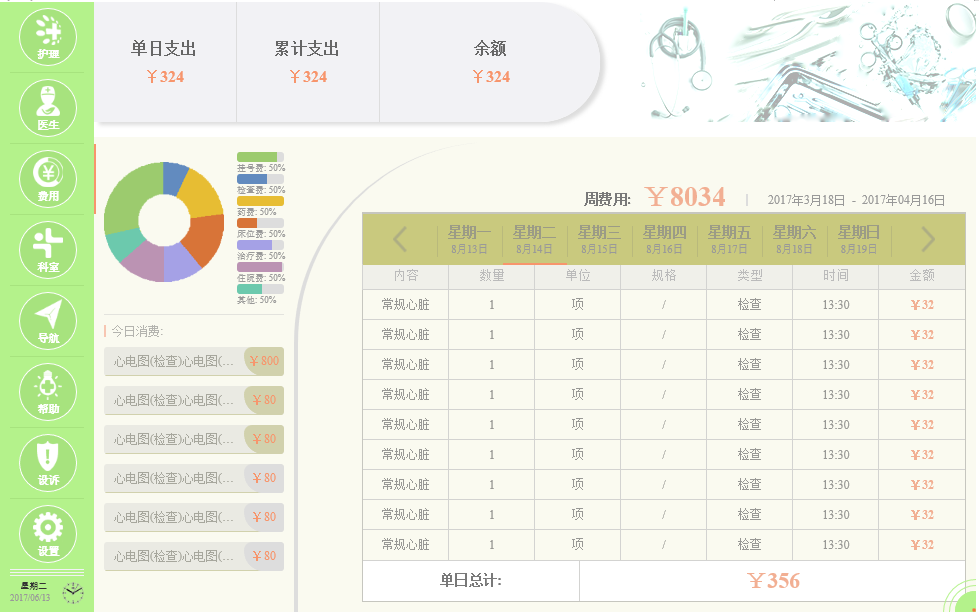 护理
医生
费用
科室
导航
帮助
设诉
设置
星期二
2017/06/13
单日支出
￥324
累计支出
￥324
余额
￥324
挂号费: 50%
检查费: 50%
药费: 50%
床位费: 50%
治疗费: 50%
住院费: 50%
其他: 50%
今日消费:
心电图(检查)心电图(... ￥800
心电图(检查)心电图(... ￥80
心电图(检查)心电图(... ￥80
心电图(检查)心电图(... ￥80
心电图(检查)心电图(... ￥80
心电图(检查)心电图(... ￥80
周费用: ￥8034 | 2017年3月18日 - 2017年04月16日
星期一 星期二 星期三 星期四 星期五 星期六 星期日
8月13日 8月14日 8月15日 8月16日 8月17日 8月18日 8月19日
内容 数量 单位 规格 类型 时间 金额
常规心脏 1 项 / 检查 13:30 ￥32
常规心脏 1 项 / 检查 13:30 ￥32
常规心脏 1 项 / 检查 13:30 ￥32
常规心脏 1 项 / 检查 13:30 ￥32
常规心脏 1 项 / 检查 13:30 ￥32
常规心脏 1 项 / 检查 13:30 ￥32
常规心脏 1 项 / 检查 13:30 ￥32
常规心脏 1 项 / 检查 13:30 ￥32
常规心脏 1 项 / 检查 13:30 ￥32
单日总计: ￥356